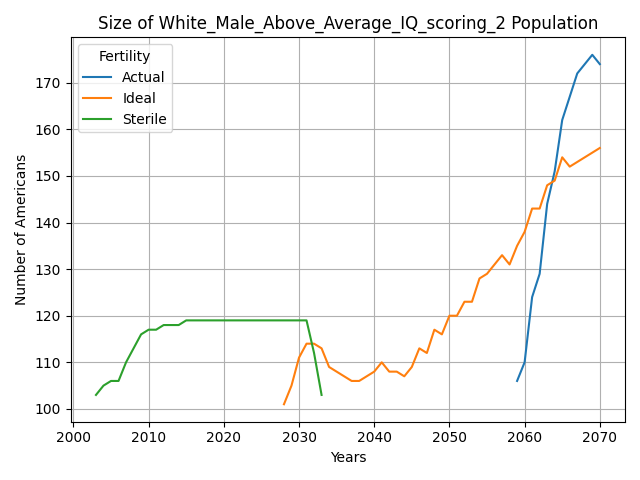 Size of White_Male_Above_Average_IQ_scoring_2 Population
Fertility
Actual
Ideal
Sterile
Number of Americans
170
160
150
140
130
120
110
100
2000 2010 2020 2030 2040 2050 2060 2070
Years